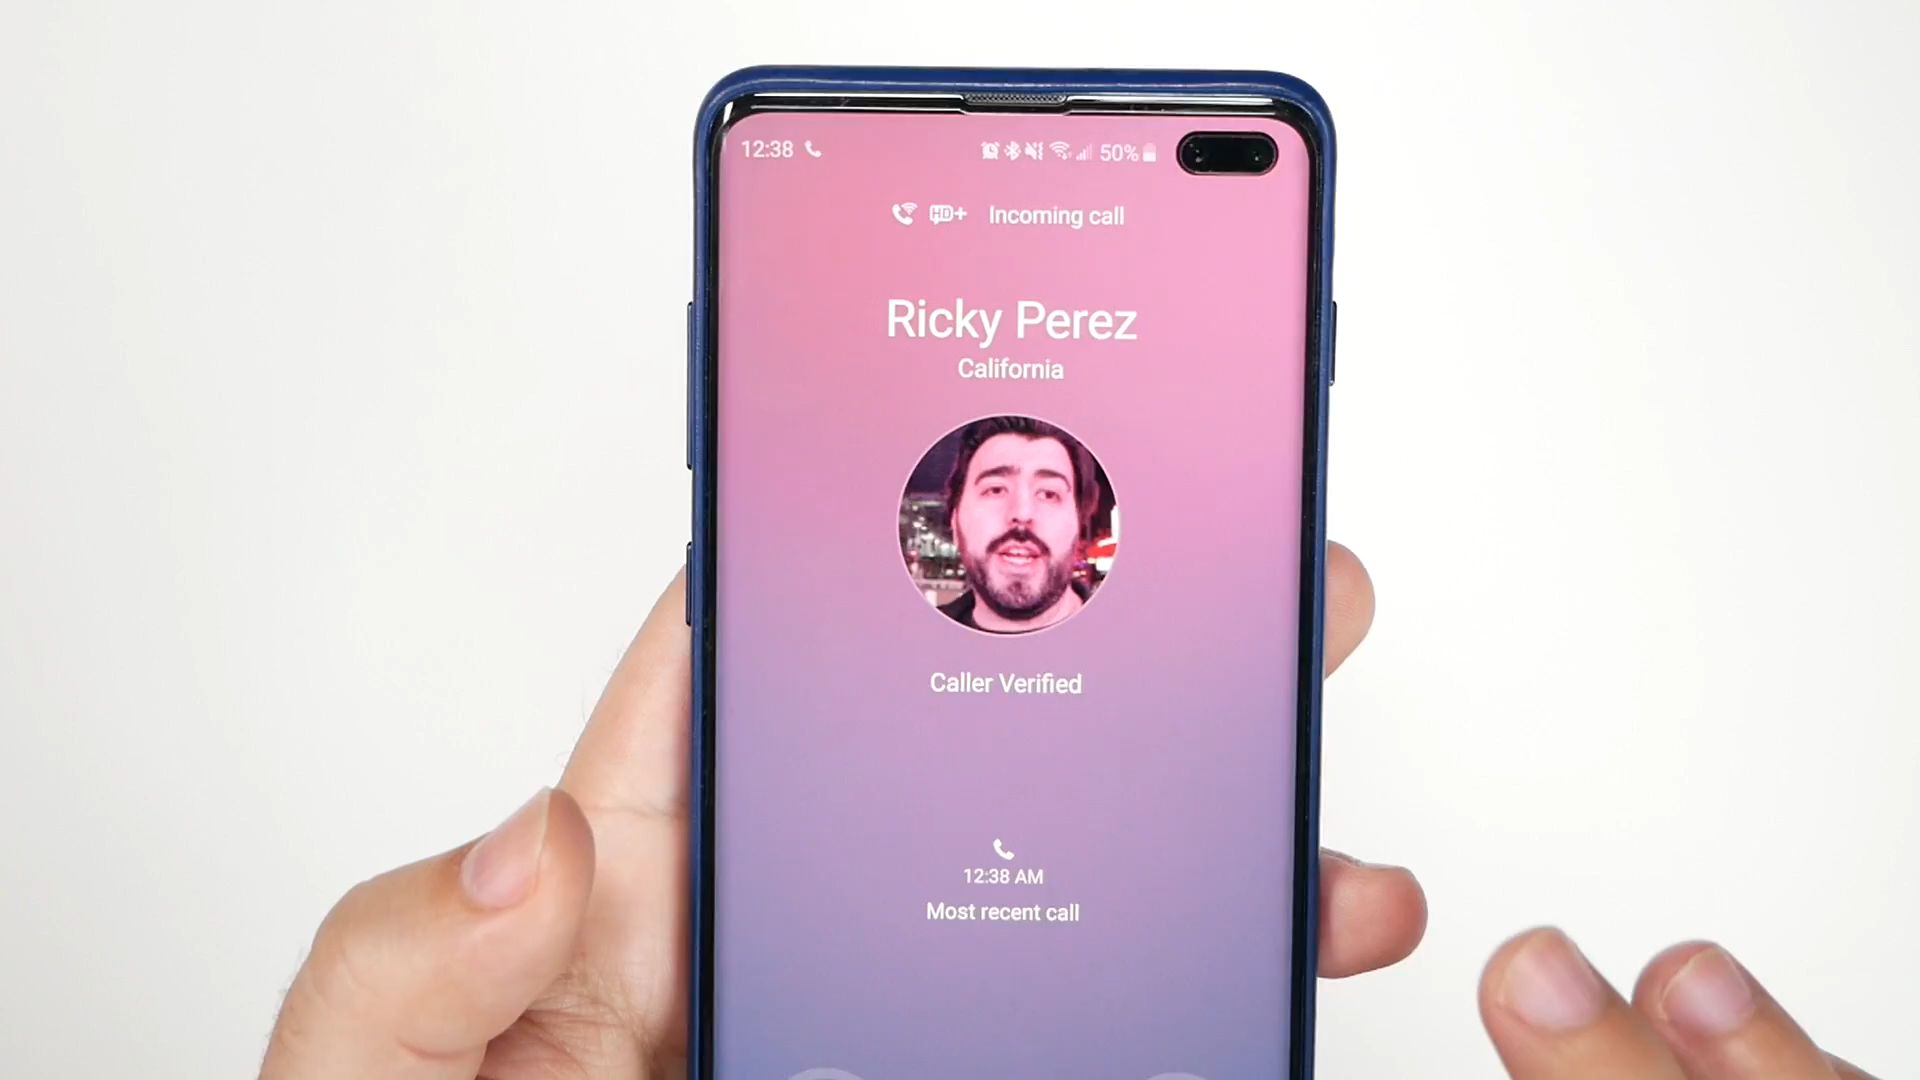 12:38 50%
HD+ Incoming call
Ricky Perez
California
Caller Verified
12:38 AM
Most recent call